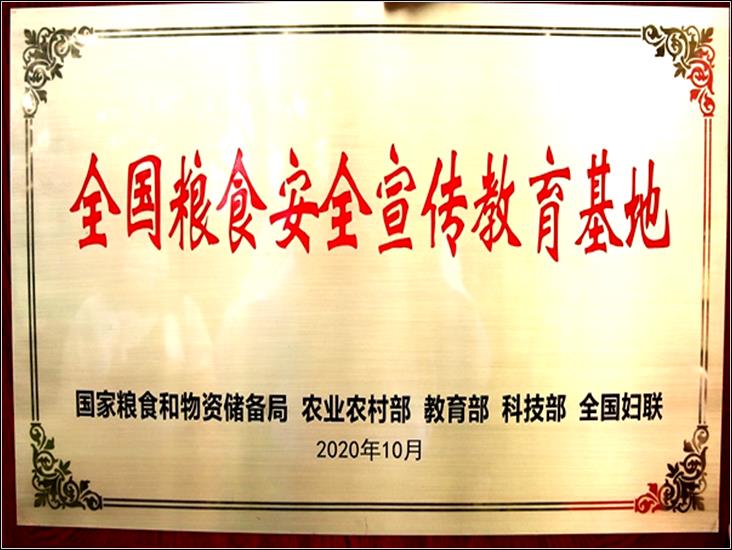 全国粮食安全宣传教育基地
国家粮食和物资储备局 农业农村部 教育部 科技部 全国妇联
2020年10月